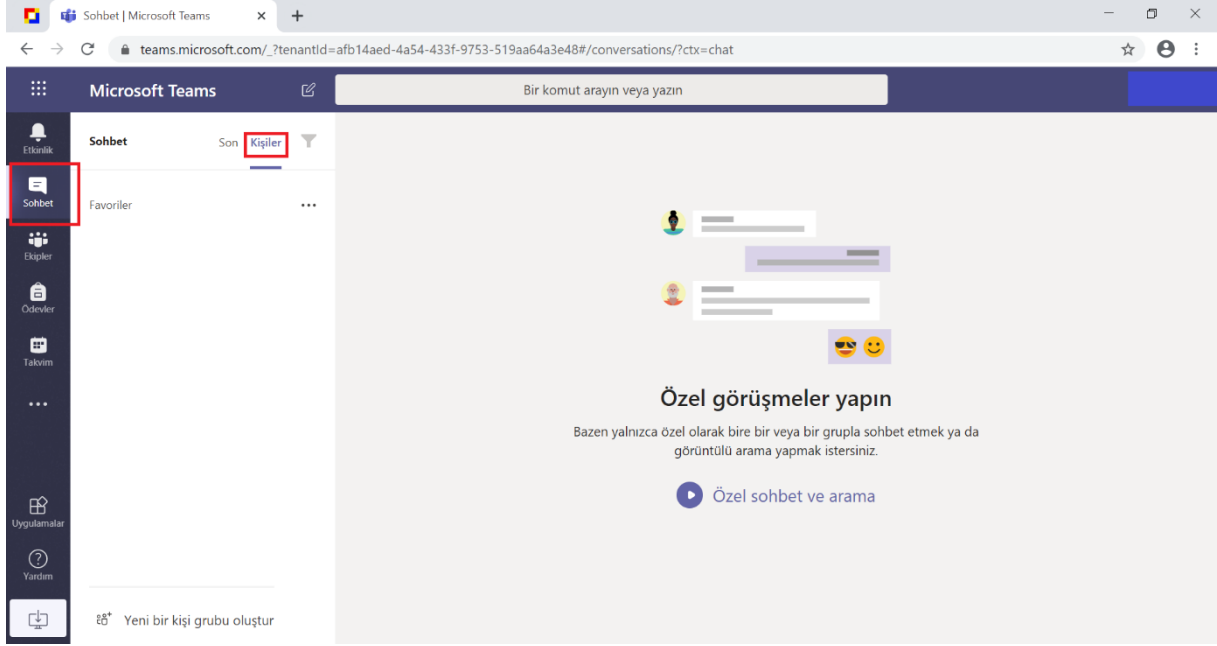 Sohbet | Microsoft Teams
teams.microsoft.com/_?tenantId=afb14aed-4a54-433f-9753-519aa64a3e48#/conversations/?ctx=chat
Microsoft Teams
Bir komut arayın veya yazın
Etkinlik
Sohbet
Ekipler
Ödevler
Takvim
Uygulamalar
Yardım
Sohbet Son Kişiler
Favoriler
Yeni bir kişi grubu oluştur
Özel görüşmeler yapın
Bazen yalnızca özel olarak bire bir veya bir grupla sohbet etmek ya da
görüntülü arama yapmak istersiniz.
Özel sohbet ve arama